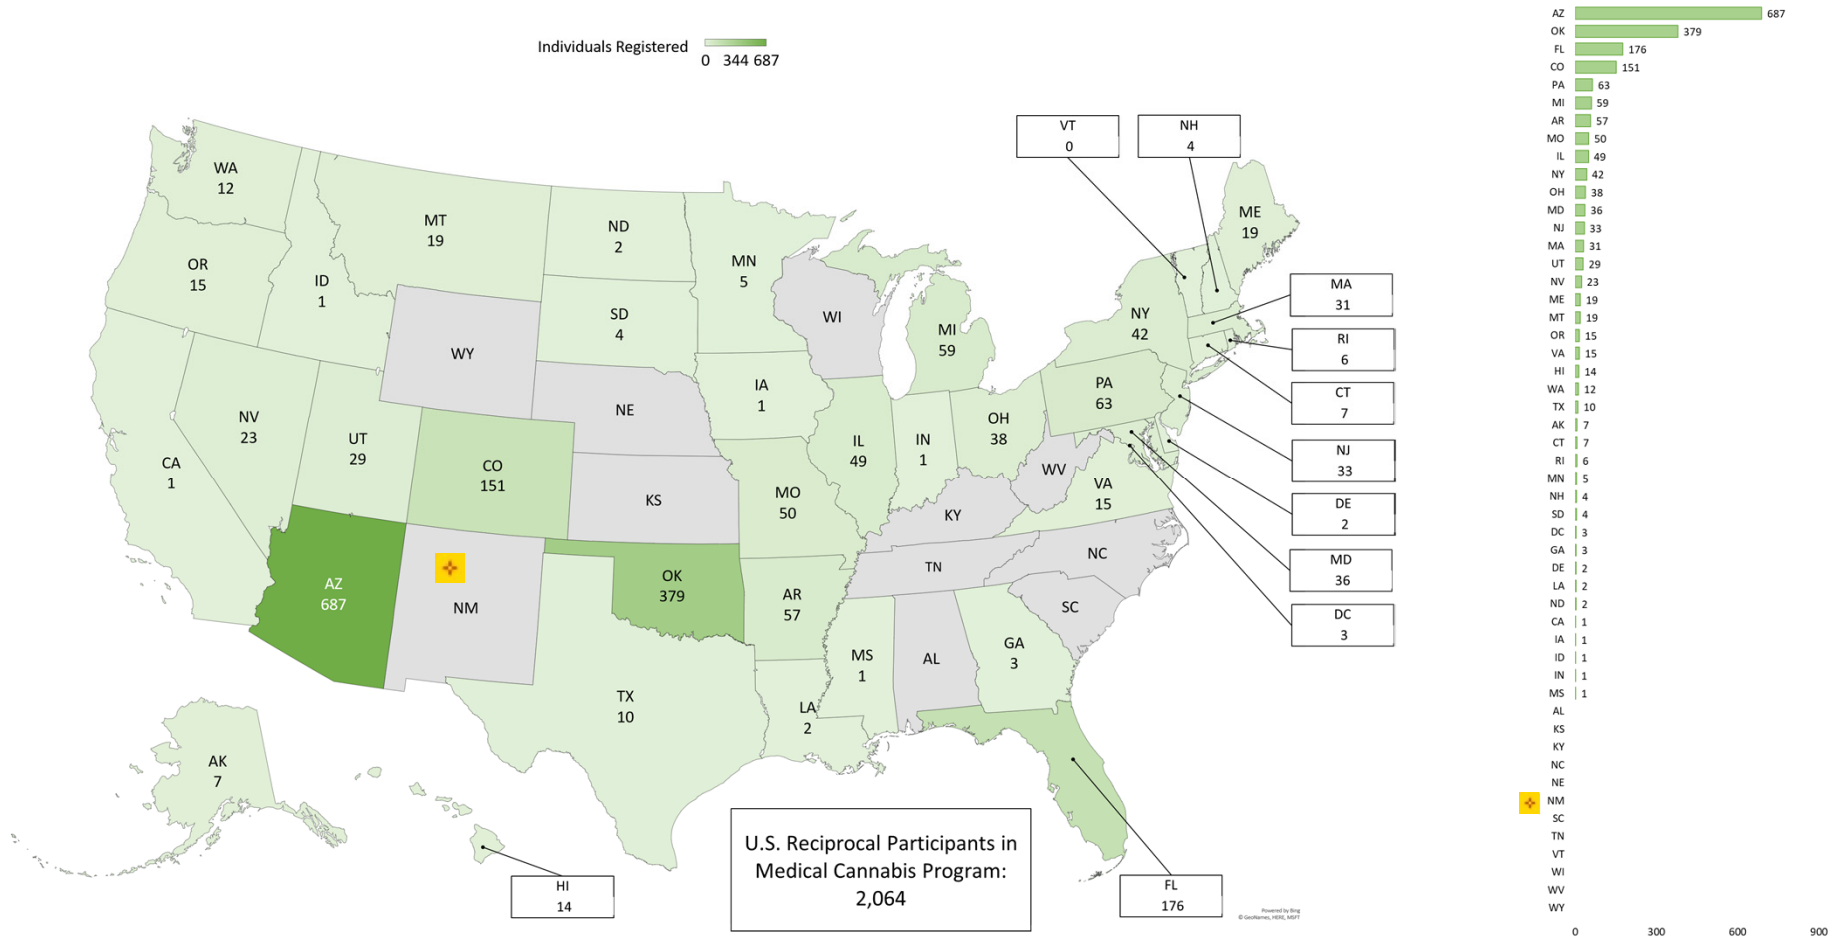 Individuals Registered
0 344 687
WA
12
OR
15
ID
1
MT
19
ND
2
SD
4
MN
5
WI
WY
NE
IA
1
MI
59
CA
1
NV
23
UT
29
CO
151
KS
MO
50
IL
49
IN
1
OH
38
PA
63
NY
42
ME
19
VT
0
NH
4
MA
31
RI
6
CT
7
NJ
33
DE
2
MD
36
DC
3
WV
VA
15
KY
TN
NC
SC
AZ
687
NM
OK
379
AR
57
MS
1
AL
GA
3
TX
10
LA
2
AK
7
HI
14
FL
176
U.S. Reciprocal Participants in
Medical Cannabis Program:
2,064
Powered by Bing
© GeoNames, HERE, MSFT
AZ 687
OK 379
FL 176
CO 151
PA 63
MI 59
AR 57
MO 50
IL 49
NY 42
OH 38
MD 36
NJ 33
MA 31
UT 29
NV 23
ME 19
MT 19
OR 15
VA 15
HI 14
WA 12
TX 10
AK 7
CT 7
RI 6
MN 5
NH 4
SD 4
DC 3
GA 3
DE 2
LA 2
ND 2
CA 1
IA 1
ID 1
IN 1
MS 1
AL
KS
KY
NC
NE
NM
SC
TN
VT
WI
WV
WY
0 300 600 900